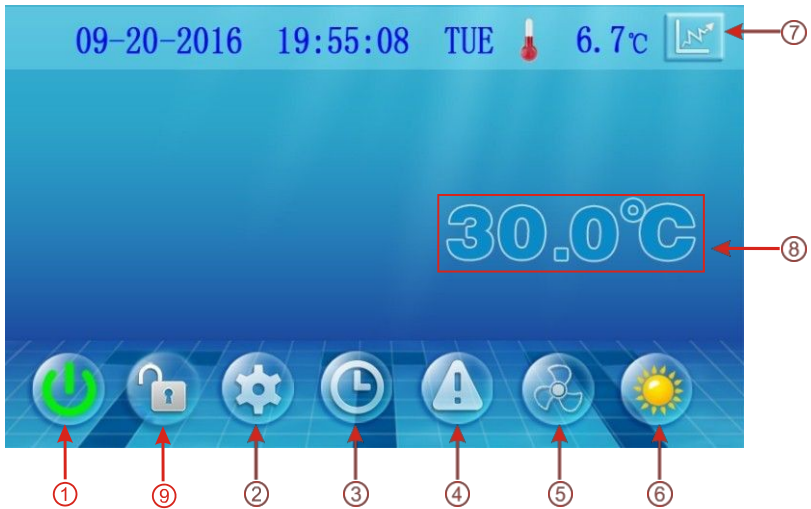 09-20-2016 19:55:08 TUE 6.7℃ ⑦
30.0℃ ⑧
① ⑨ ② ③ ④ ⑤ ⑥